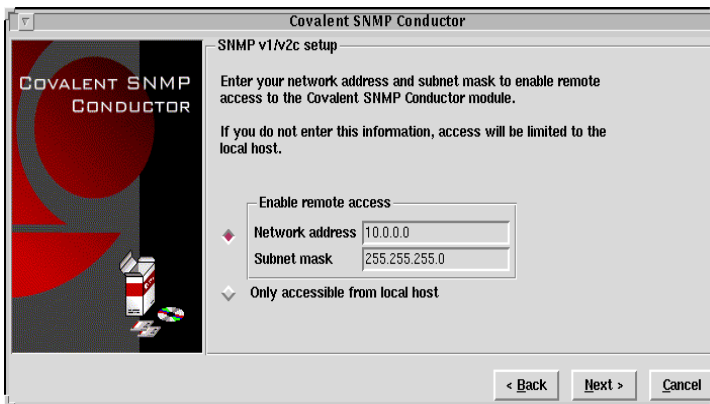 Covalent SNMP Conductor
COVALENT SNMP
CONDUCTOR
SNMP v1/v2c setup
Enter your network address and subnet mask to enable remote
access to the Covalent SNMP Conductor module.
If you do not enter this information, access will be limited to the
local host.
Enable remote access
Network address 10.0.0.0
Subnet mask 255.255.255.0
Only accessible from local host
< Back Next > Cancel